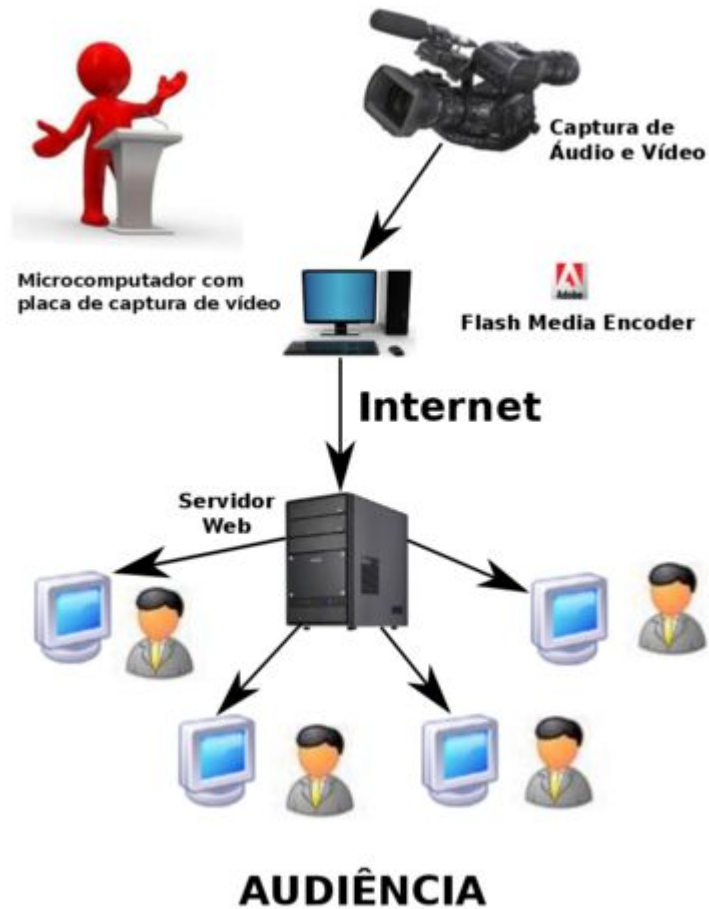 Captura de
Áudio e Vídeo
Microcomputador com
placa de captura de vídeo
Adobe
Flash Media Encoder
Internet
Servidor
Web
AUDIÊNCIA